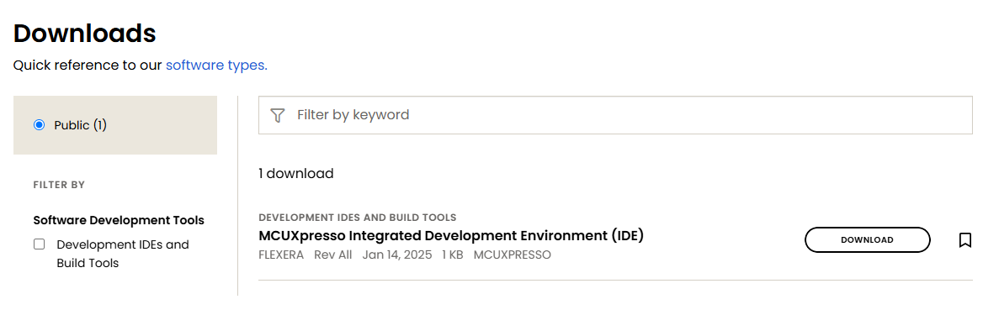 Downloads
Quick reference to our software types.
Public (1)
FILTER BY
Software Development Tools
Development IDEs and
Build Tools
Filter by keyword
1 download
DEVELOPMENT IDES AND BUILD TOOLS
MCUXpresso Integrated Development Environment (IDE)
FLEXERA Rev All Jan 14, 2025 1 KB MCUXPRESSO
DOWNLOAD